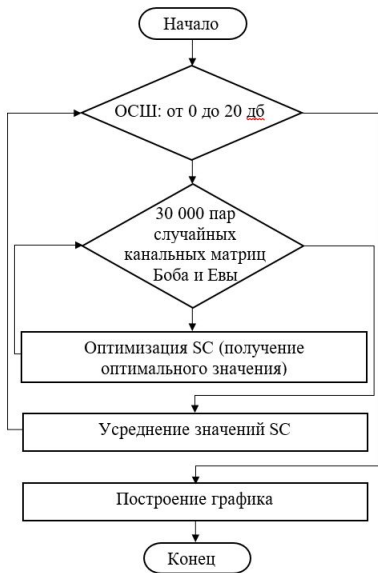 Начало
ОСШ: от 0 до 20 дб
30 000 пар
случайных
канальных матриц
Боба и Евы
Оптимизация SC (получение
оптимального значения)
Усреднение значений SC
Построение графика
Конец